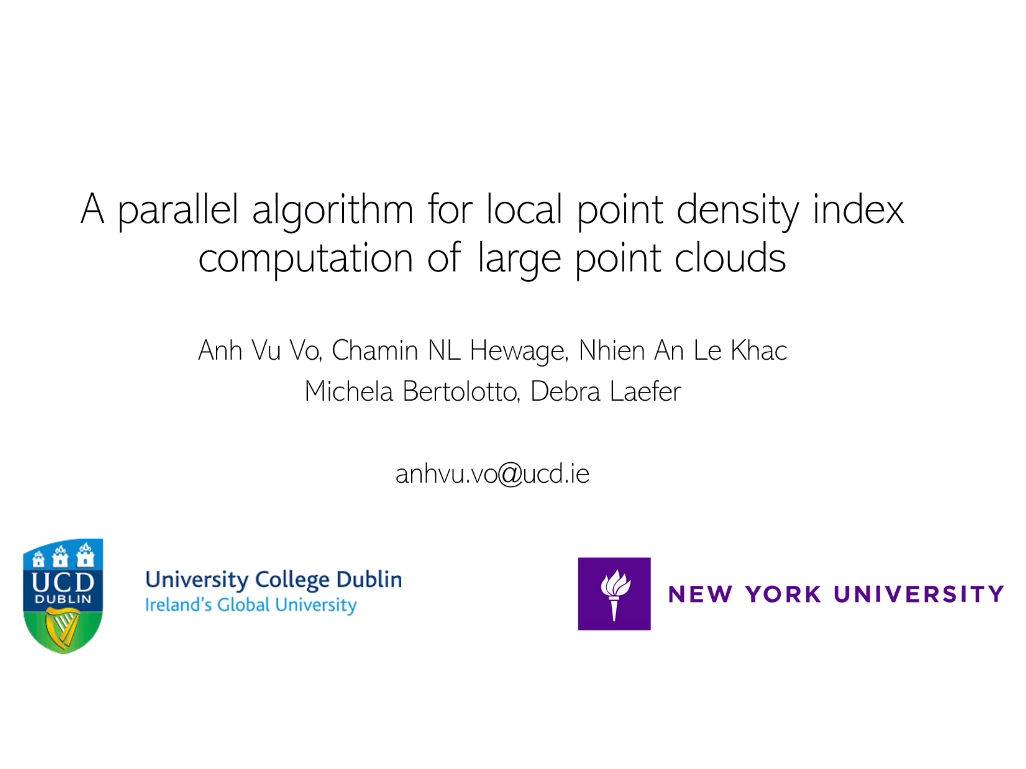 A parallel algorithm for local point density index
computation of large point clouds
Anh Vu Vo, Chamin NL Hewage, Nhien An Le Khac
Michela Bertolotto, Debra Laefer
anhvu.vo@ucd.ie
UCD
DUBLIN
University College Dublin
Ireland's Global University
NEW YORK UNIVERSITY